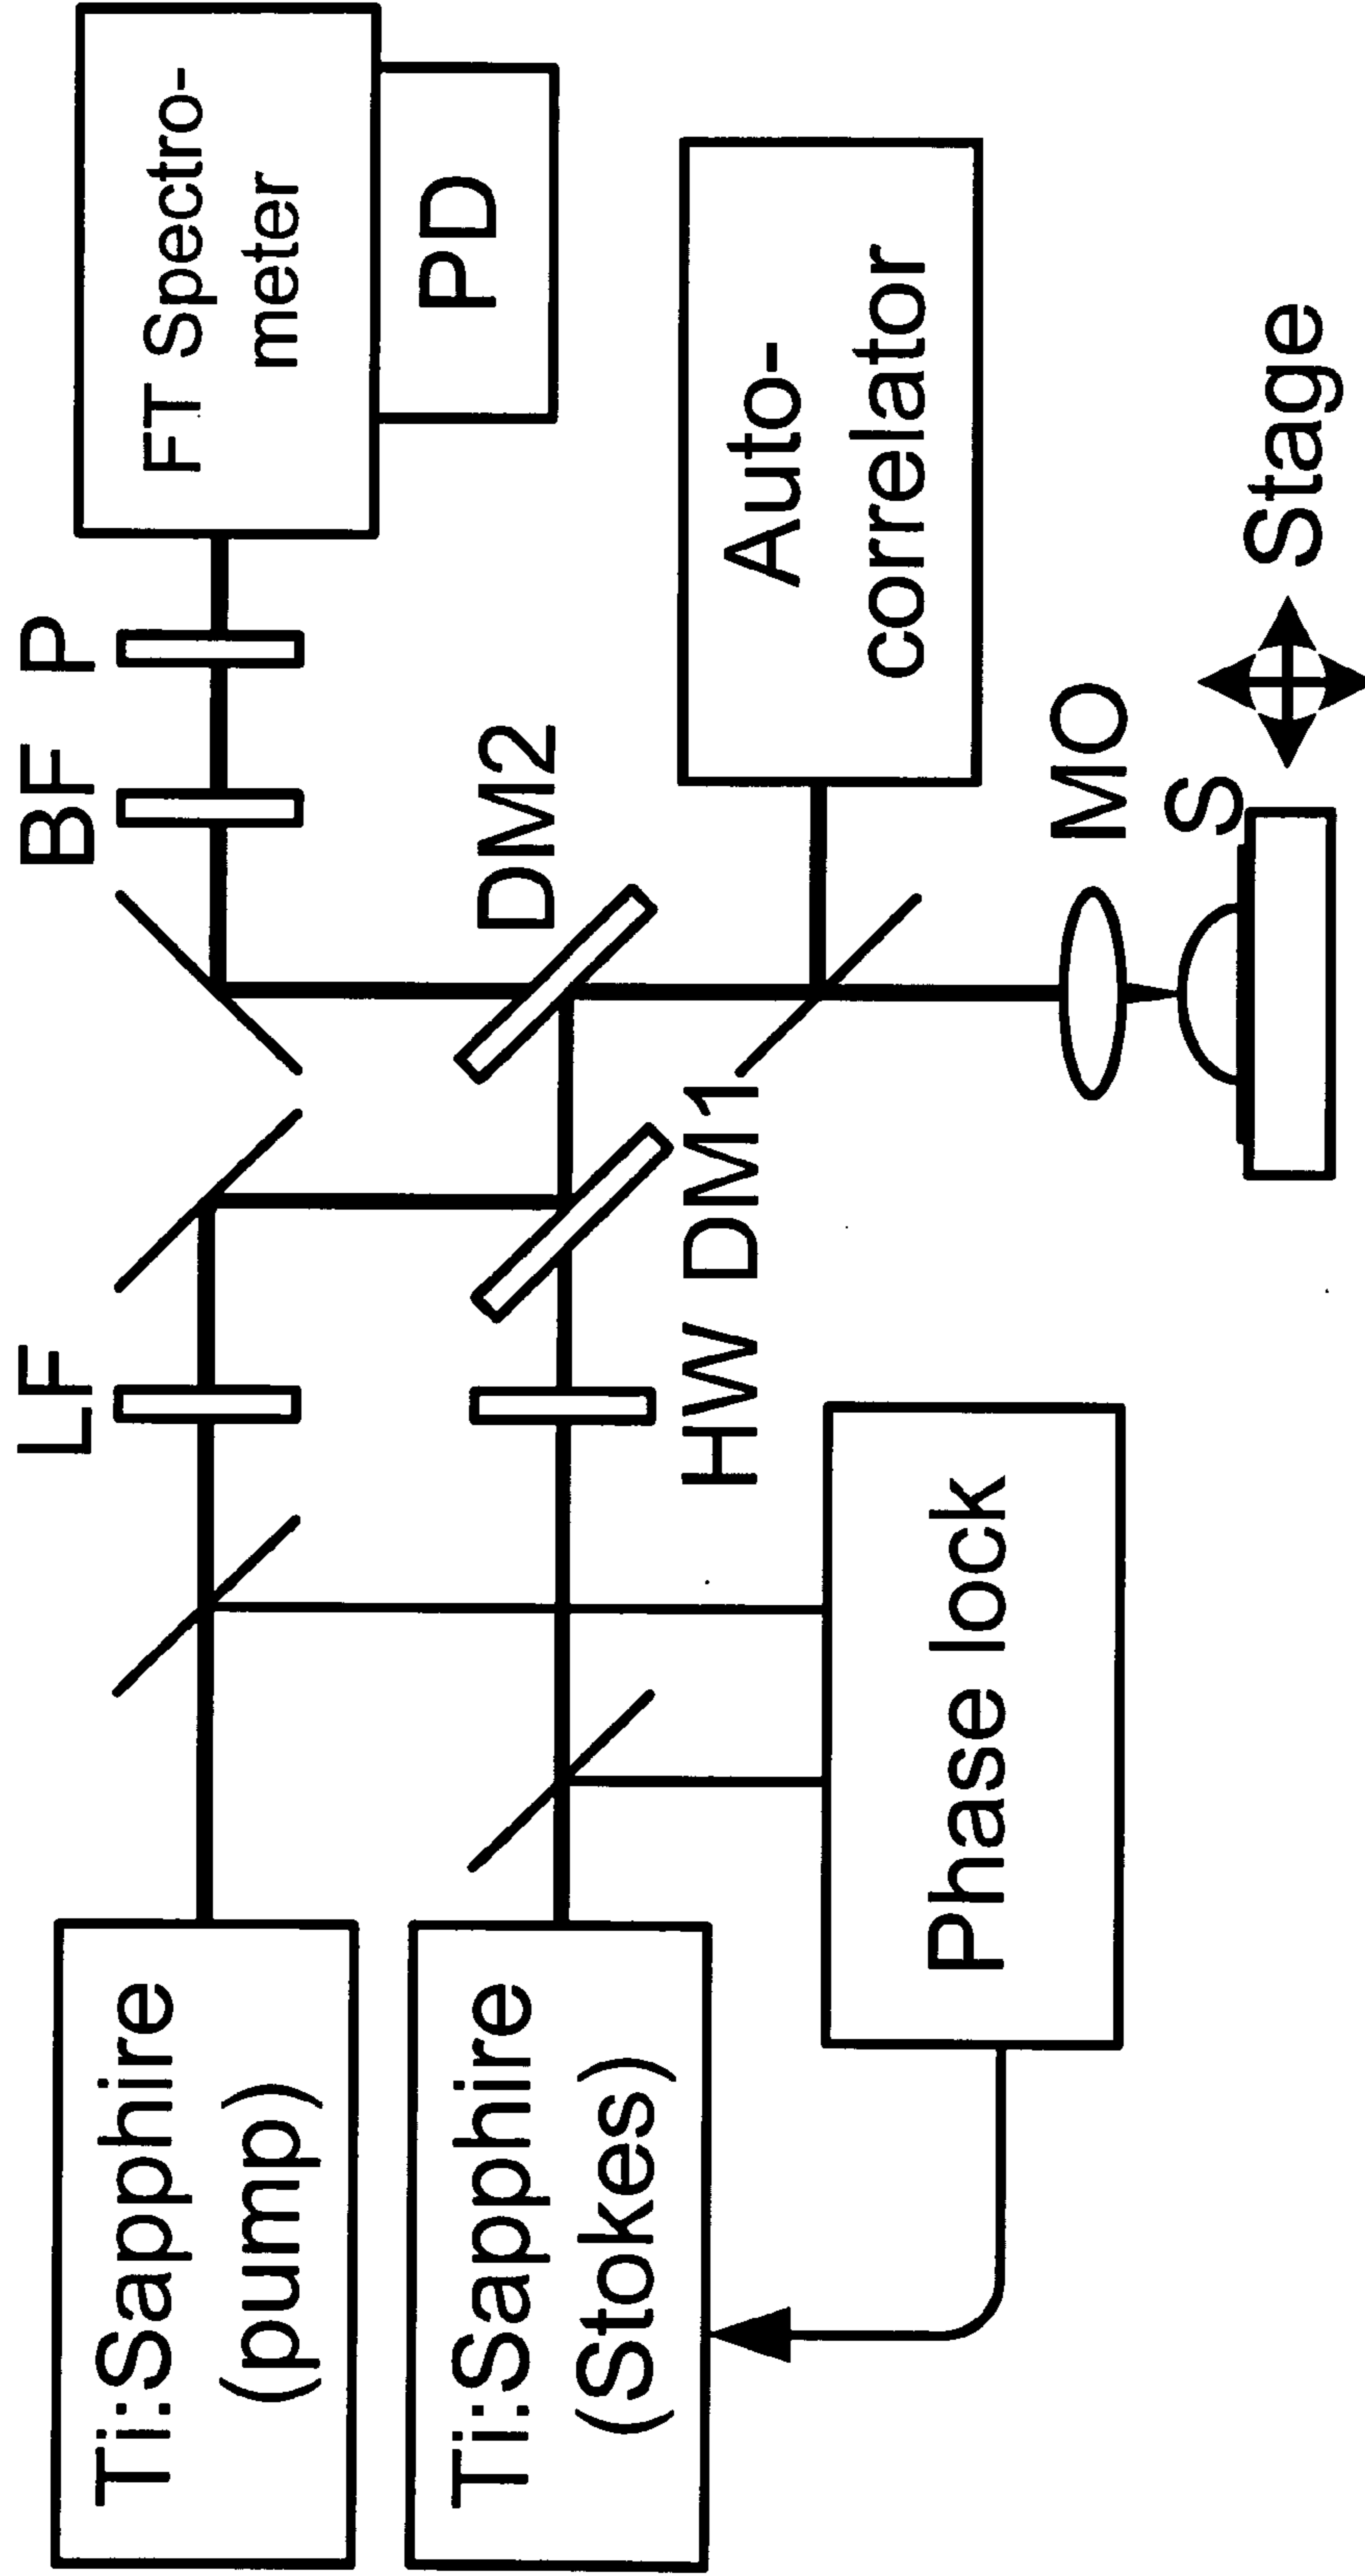 Ti:Sapphire
(pump)
LF
BF P
FT Spectro-
meter
PD
Ti:Sapphire
(Stokes)
HW DM1
DM2
Auto-
correlator
Phase lock
MO
S
Stage